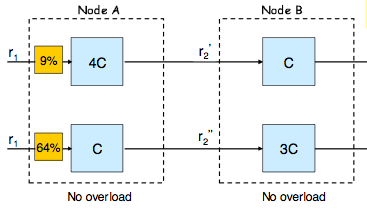 Node A
Node B
r1
9%
4C
r2'
C
r1
64%
C
r2"
3C
No overload
No overload